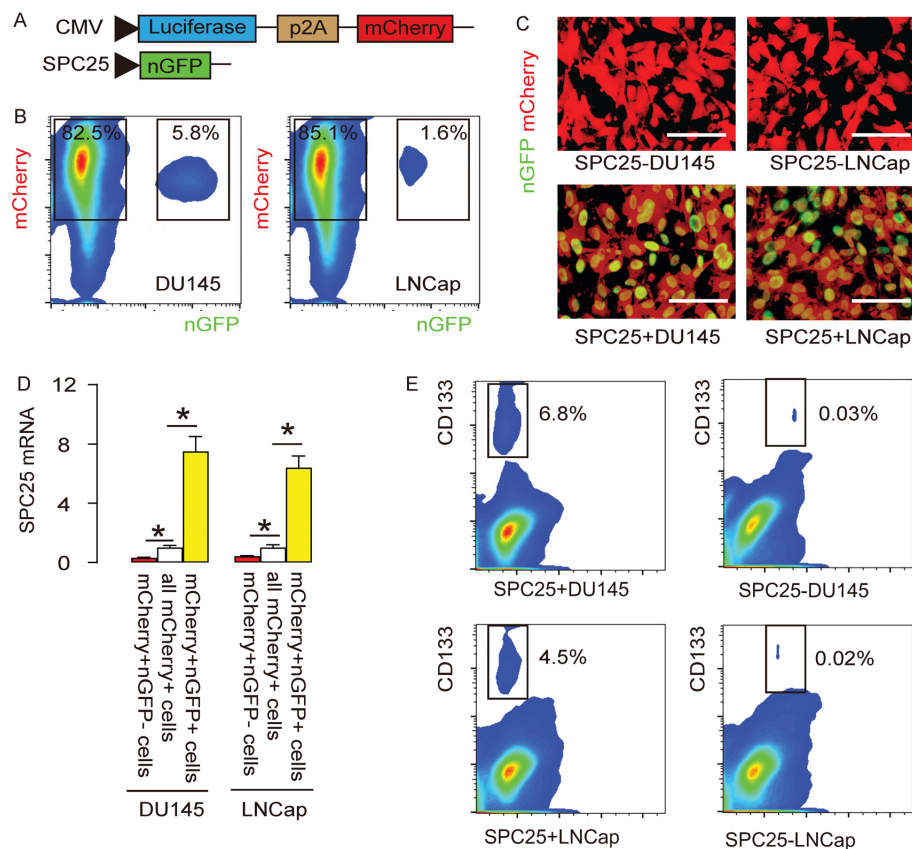 A
CMV Luciferase p2A mCherry
SPC25 nGFP
B
82.5% 5.8%
mCherry
DU145
nGFP
85.1% 1.6%
mCherry
LNCap
nGFP
C
nGFP mCherry
SPC25-DU145 SPC25-LNCap
SPC25+DU145 SPC25+LNCap
D
SPC25 mRNA
12
8
4
0
* * * *
mCherry+nGFP- cells
all mCherry+ cells
mCherry+nGFP+ cells
mCherry+nGFP- cells
all mCherry+ cells
mCherry+nGFP+ cells
DU145 LNCap
E
CD133
6.8%
SPC25+DU145
CD133
0.03%
SPC25-DU145
CD133
4.5%
SPC25+LNCap
CD133
0.02%
SPC25-LNCap